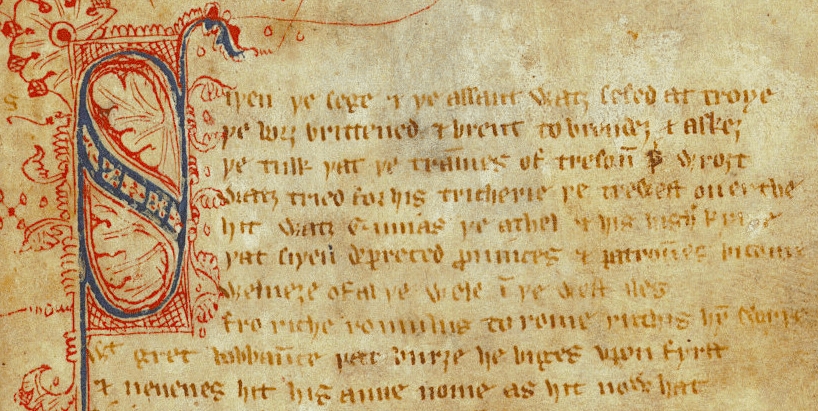 Siþen þe sege & þe assaut watz sesed at troye
þe borȝ brittened & brent to brondeȝ & askez
þe tulk þat þe trammes of tresoun þer wroȝt
watz tried for his tricherie þe trewest on erthe
hit watz Ennias þe athel & his highe kynde
þat siþen depreced prouinces & patrounes bicome
welneȝe of al þe wele in þe west iles
fro riche romulus to rome ricchis hym swyþe
wt gret bobbaunce þat burȝe he biges vpon fyrst
& neuenes hit his aune nome as hit now hat